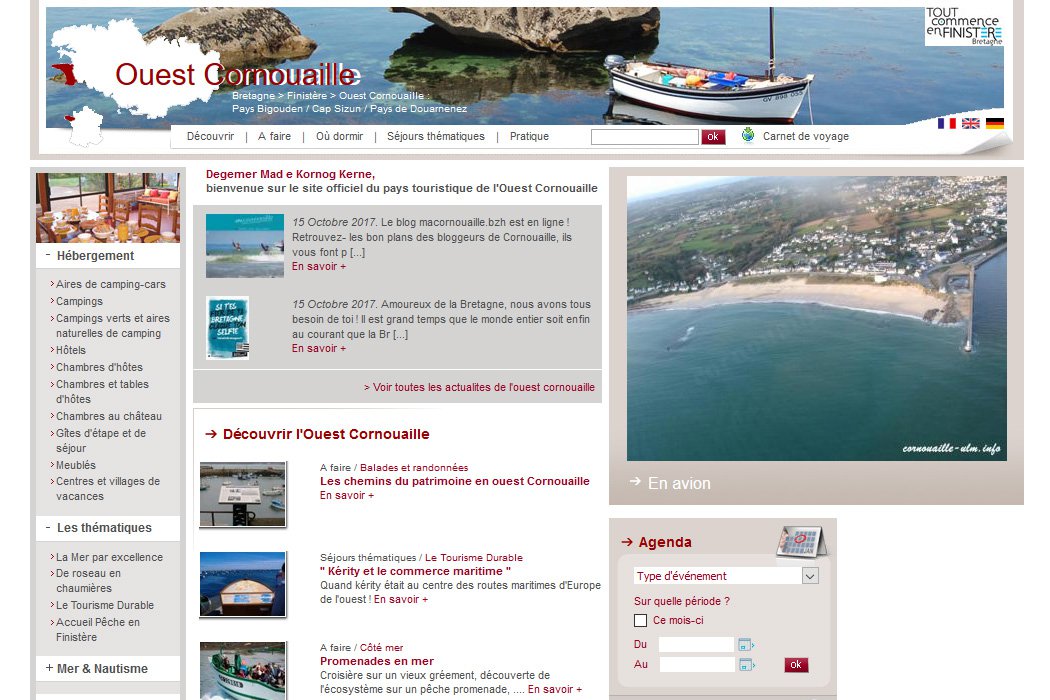 TOUT
commence
en FINISTÈRE
Bretagne
Ouest Cornouaille
Bretagne > Finistère > Ouest Cornouaille :
Pays Bigouden / Cap Sizun / Pays de Douarnenez
Découvrir | A faire | Où dormir | Séjours thématiques | Pratique ok Carnet de voyage
Hébergement
Aires de camping-cars
Campings
Campings verts et aires
naturelles de camping
Hôtels
Chambres d'hôtes
Chambres et tables
d'hôtes
Chambres au château
Gîtes d'étape et de
séjour
Meublés
Centres et villages de
vacances
- Les thématiques
La Mer par excellence
De roseau en
chaumières
Le Tourisme Durable
Accueil Pêche en
Finistère
+ Mer & Nautisme
Degemer Mad e Kornog Kerne,
bienvenue sur le site officiel du pays touristique de l'Ouest Cornouaille
15 Octobre 2017. Le blog macornouaille.bzh est en ligne !
Retrouvez- les bon plans des bloggeurs de Cornouaille, ils
vous font p [...]
En savoir +
SI T'ES
BRETAGNE,
SELFIE
15 Octobre 2017. Amoureux de la Bretagne, nous avons tous
besoin de toi ! Il est grand temps que le monde entier soit enfin
au courant que la Br [...]
En savoir +
> Voir toutes les actualites de l'ouest cornouaille
Découvrir l'Ouest Cornouaille
A faire / Balades et randonnées
Les chemins du patrimoine en ouest Cornouaille
En savoir +
Séjours thématiques / Le Tourisme Durable
" Kérity et le commerce maritime "
Quand kérity était au centre des routes maritimes d'Europe
de l'ouest ! En savoir +
A faire / Côté mer
Promenades en mer
Croisière sur un vieux gréement, découverte de
l'écosystème sur un pêche promenade, .... En savoir +
cornouaille-ulm.info
En avion
Agenda
JAN
Type d'événement
Sur quelle période ?
Ce mois-ci
Du
Au
ok